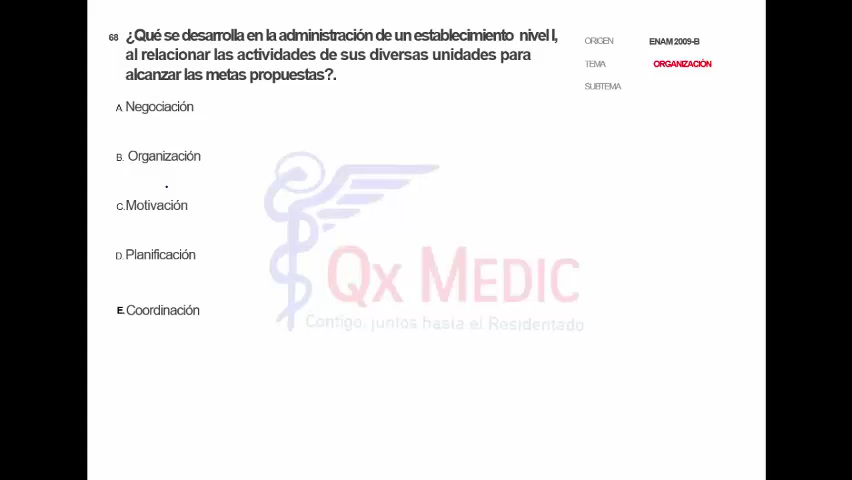 68 ¿Qué se desarrolla en la administración de un establecimiento nivel I,
al relacionar las actividades de sus diversas unidades para
alcanzar las metas propuestas?.
ORIGEN ENAM 2009-B
TEMA ORGANIZACIÓN
SUBTEMA
A. Negociación
B. Organización
C. Motivación
D. Planificación
E. Coordinación
Qx MEDIC
Contigo, juntos hasta el Residentado